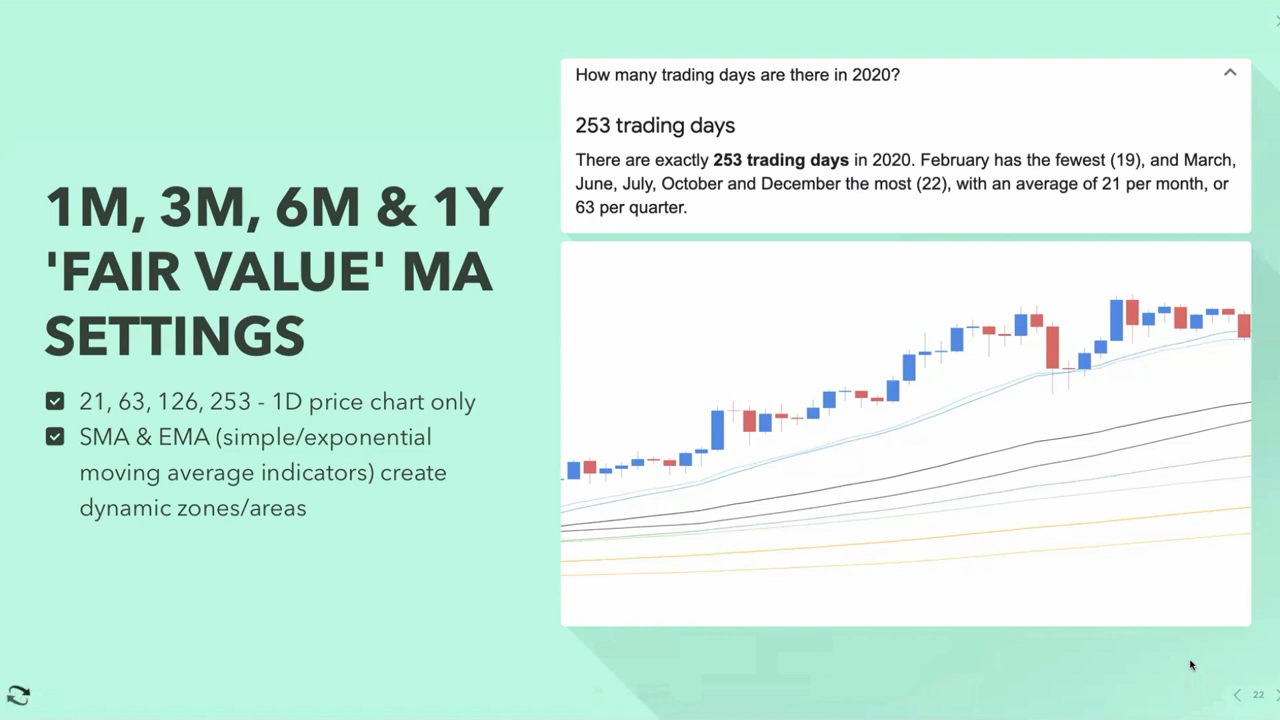 1M, 3M, 6M & 1Y
'FAIR VALUE' MA
SETTINGS
21, 63, 126, 253 - 1D price chart only
SMA & EMA (simple/exponential
moving average indicators) create
dynamic zones/areas
How many trading days are there in 2020?
253 trading days
There are exactly 253 trading days in 2020. February has the fewest (19), and March,
June, July, October and December the most (22), with an average of 21 per month, or
63 per quarter.
22